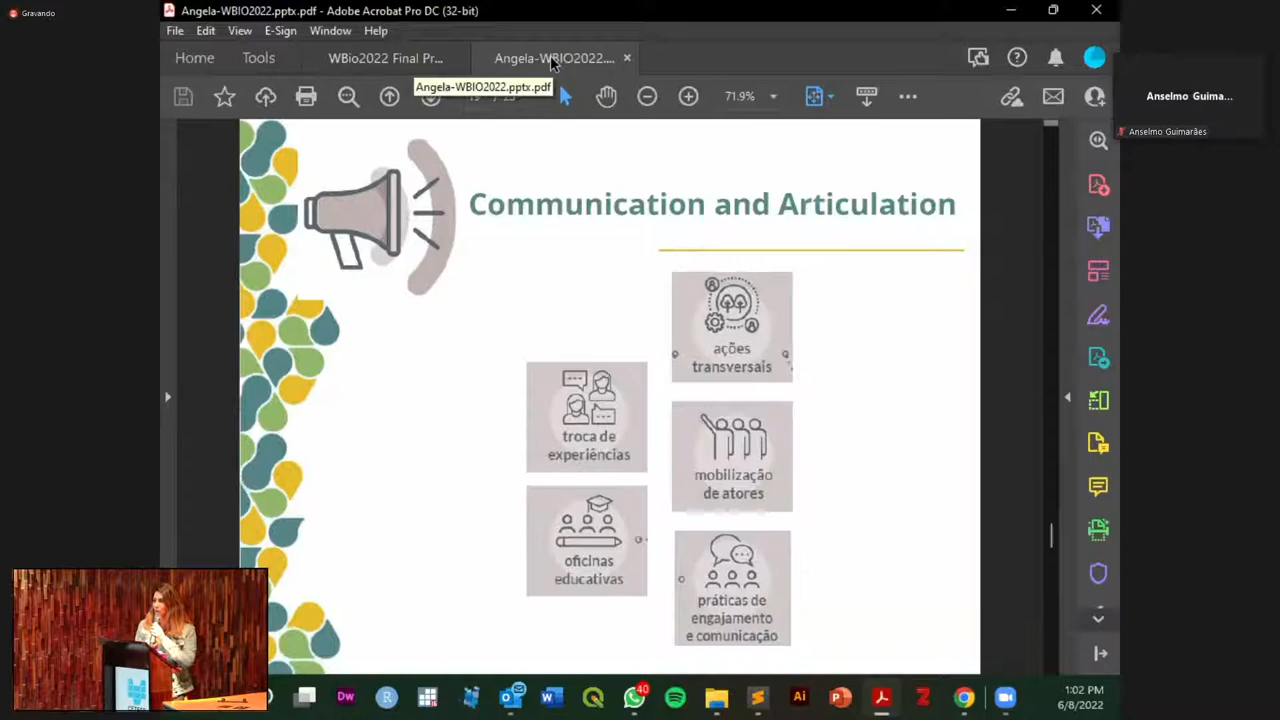 Gravando
Angela-WBIO2022.pptx.pdf - Adobe Acrobat Pro DC (32-bit)
File Edit View E-Sign Window Help
Home Tools WBio2022 Final Pr... Angela-WBIO2022.... ×
Angela-WBIO2022.pptx.pdf
71.9%
Anselmo Guima...
Anselmo Guimarães
Communication and Articulation
ações
transversais
troca de
experiências
mobilização
de atores
oficinas
educativas
práticas de
engajamento
e comunicação
Dw R 40 Ai P Z
1:02 PM
6/8/2022